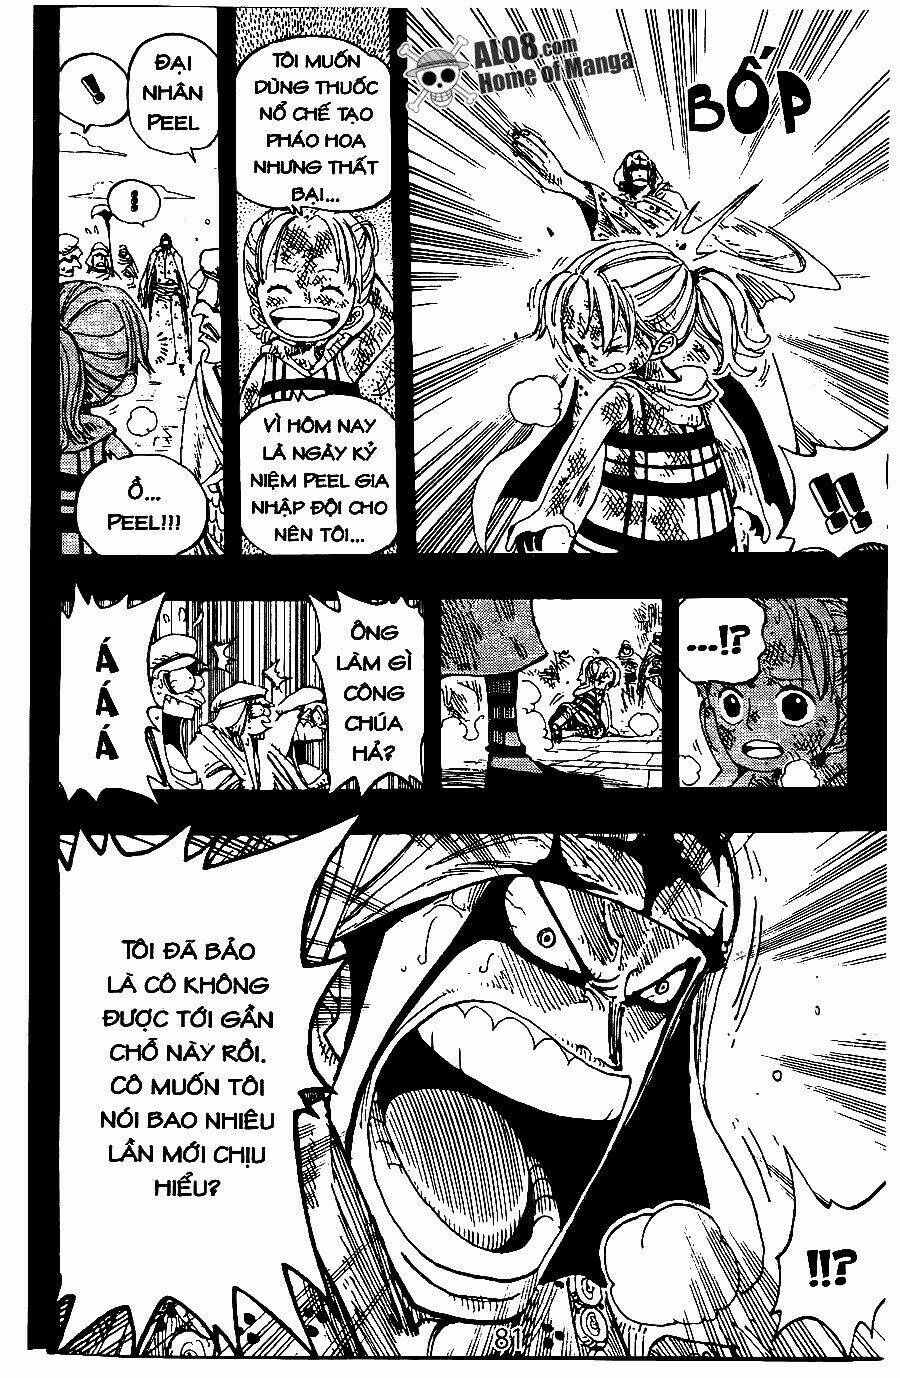 ĐẠI
NHÂN
PEEL
!
!
Ồ...
PEEL!!!
TÔI MUỐN
DÙNG THUỐC
NỔ CHẾ TẠO
PHÁO HOA
NHƯNG THẤT
BẠI...
VÌ HÔM NAY
LÀ NGÀY KỶ
NIỆM PEEL GIA
NHẬP ĐỘI CHO
NÊN TÔI...
AL08.com
Home of Manga
BỐP
!!
Á
Á
Á
ÔNG
LÀM GÌ
CÔNG
CHÚA
HẢ?
...!?
TÔI ĐÃ BẢO
LÀ CÔ KHÔNG
ĐƯỢC TỚI GẦN
CHỖ NÀY RỒI.
CÔ MUỐN TÔI
NÓI BAO NHIÊU
LẦN MỚI CHỊU
HIỂU?
!!?
81